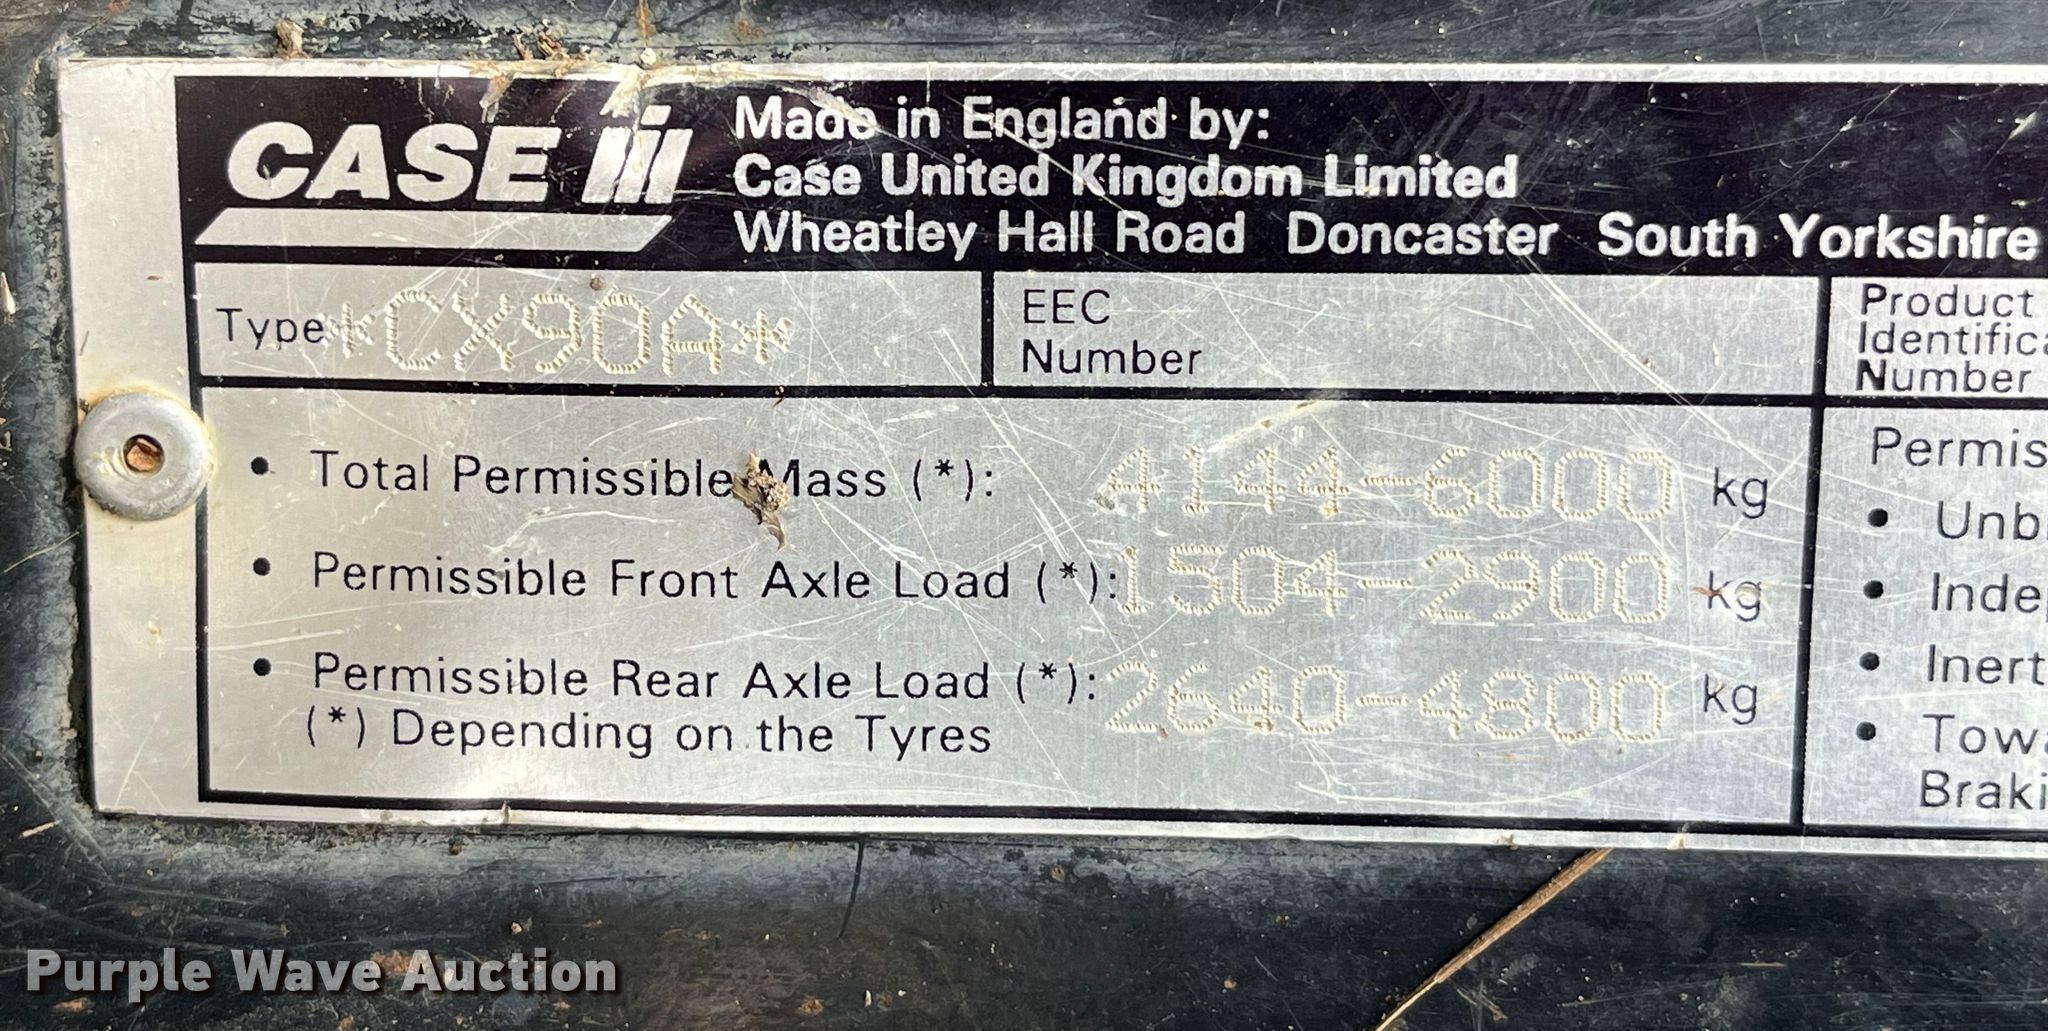 CASE III
Made in England by:
Case United Kingdom Limited
Wheatley Hall Road Doncaster South Yorkshire
Type *CX90A*
EEC
Number
Product
Identifica
Number
• Total Permissible Mass (*): 4144-6000 kg
• Permissible Front Axle Load (*): 1504-2900 kg
• Permissible Rear Axle Load (*): 2640-4800 kg
(*) Depending on the Tyres
Permis
• Unb
• Inde
• Inert
• Tow
Braki
Purple Wave Auction